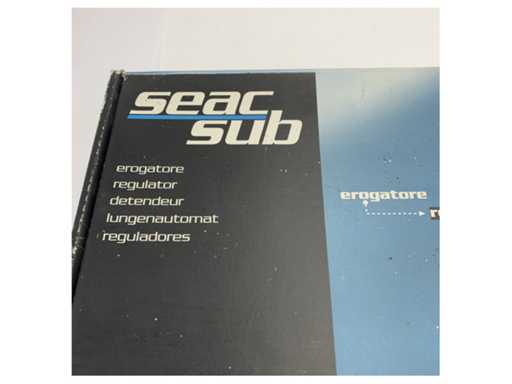 seac
sub
erogatore
regulator
detendeur
lungenautomat
reguladores
erogatore